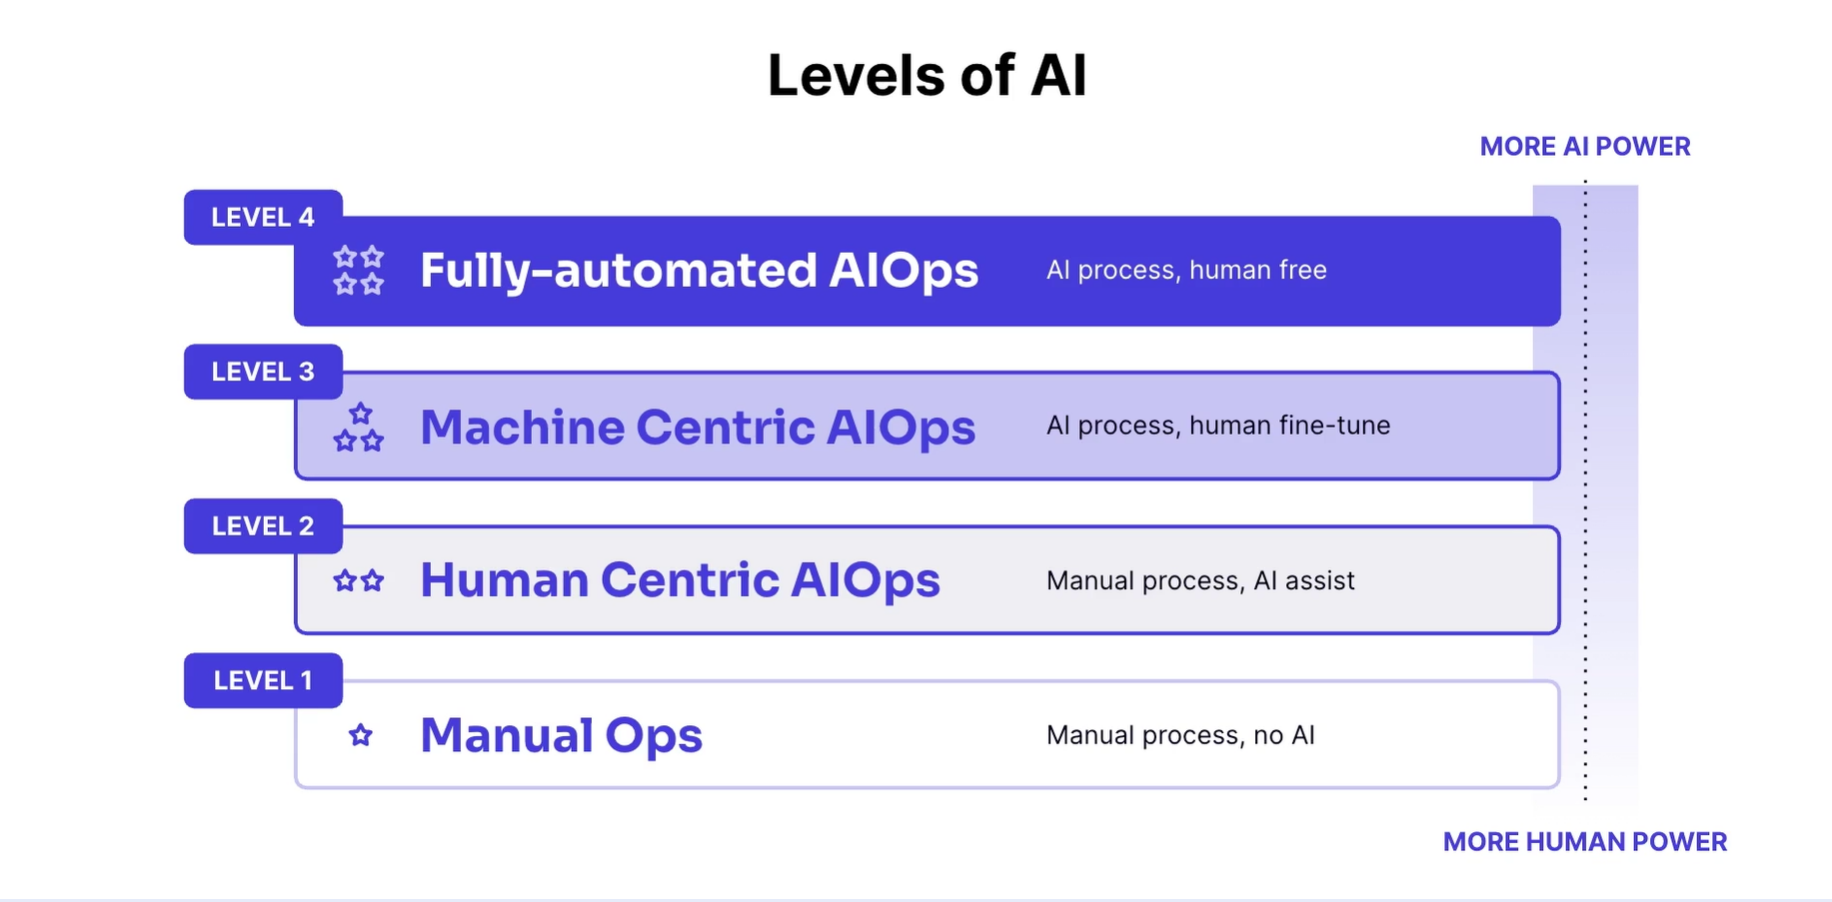 Levels of AI
MORE AI POWER
LEVEL 4
Fully-automated AIOps
AI process, human free
LEVEL 3
Machine Centric AIOps
AI process, human fine-tune
LEVEL 2
Human Centric AIOps
Manual process, AI assist
LEVEL 1
Manual Ops
Manual process, no AI
MORE HUMAN POWER